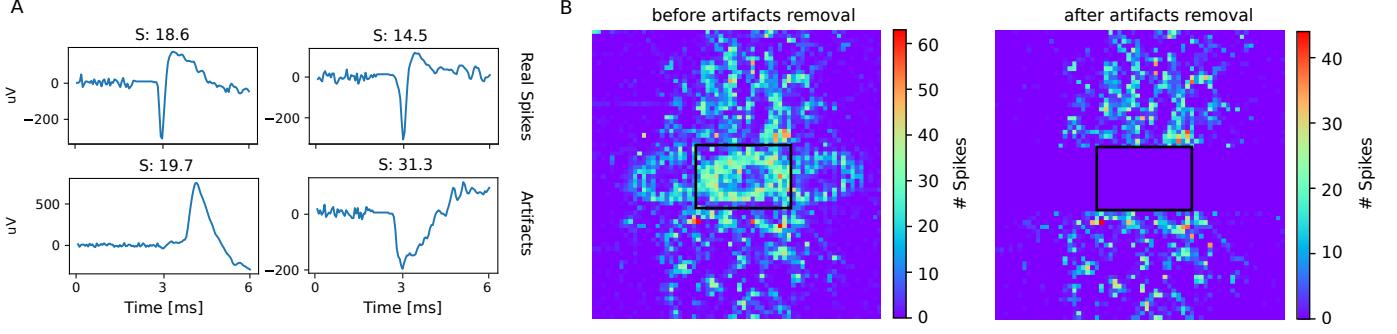 A
S: 18.6
S: 14.5
uV
0
−200
0
−200
Real Spikes
S: 19.7
S: 31.3
uV
500
0
0
−200
Artifacts
0
3
6
0
3
6
Time [ms]
Time [ms]
B
before artifacts removal
60
50
40
30
20
10
0
# Spikes
after artifacts removal
40
30
20
10
0
# Spikes